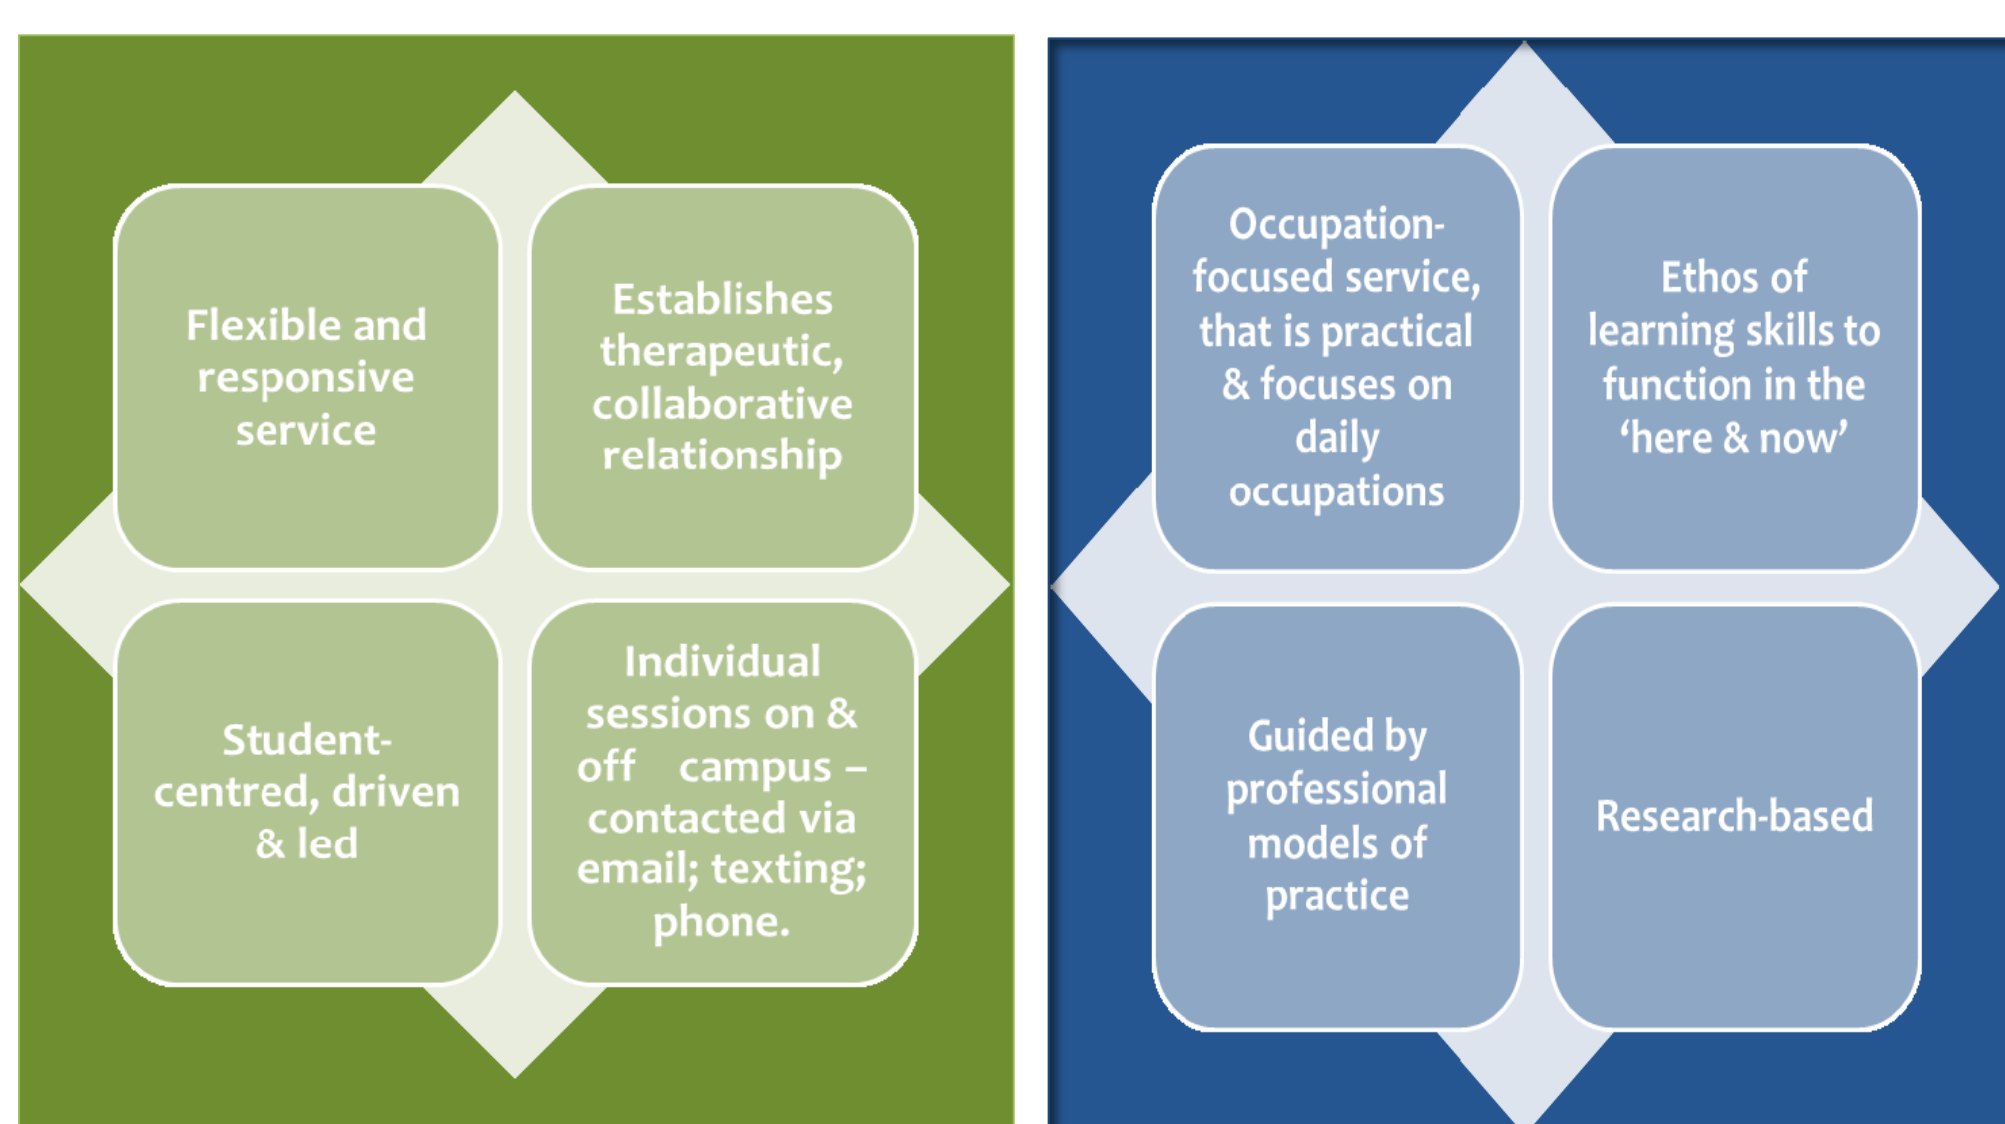 Flexible and
responsive
service
Establishes
therapeutic,
collaborative
relationship
Student-
centred, driven
& led
Individual
sessions on &
off campus –
contacted via
email; texting;
phone.
Occupation-
focused service,
that is practical
& focuses on
daily
occupations
Ethos of
learning skills to
function in the
‘here & now’
Guided by
professional
models of
practice
Research-based